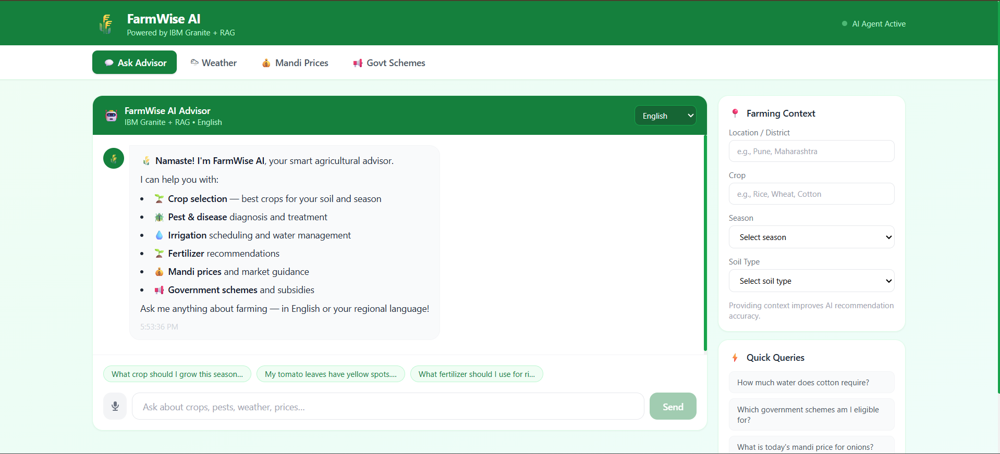 FarmWise AI
Powered by IBM Granite + RAG
AI Agent Active
Ask Advisor
Weather
Mandi Prices
Govt Schemes
FarmWise AI Advisor
IBM Granite + RAG • English
English
Namaste! I'm FarmWise AI, your smart agricultural advisor.
I can help you with:
• Crop selection — best crops for your soil and season
• Pest & disease diagnosis and treatment
• Irrigation scheduling and water management
• Fertilizer recommendations
• Mandi prices and market guidance
• Government schemes and subsidies
Ask me anything about farming — in English or your regional language!
5:53:36 PM
What crop should I grow this season...
My tomato leaves have yellow spots....
What fertilizer should I use for ri...
Ask about crops, pests, weather, prices...
Send
Farming Context
Location / District
e.g., Pune, Maharashtra
Crop
e.g., Rice, Wheat, Cotton
Season
Select season
Soil Type
Select soil type
Providing context improves AI recommendation
accuracy.
Quick Queries
How much water does cotton require?
Which government schemes am I eligible
for?
What is today's mandi price for onions?